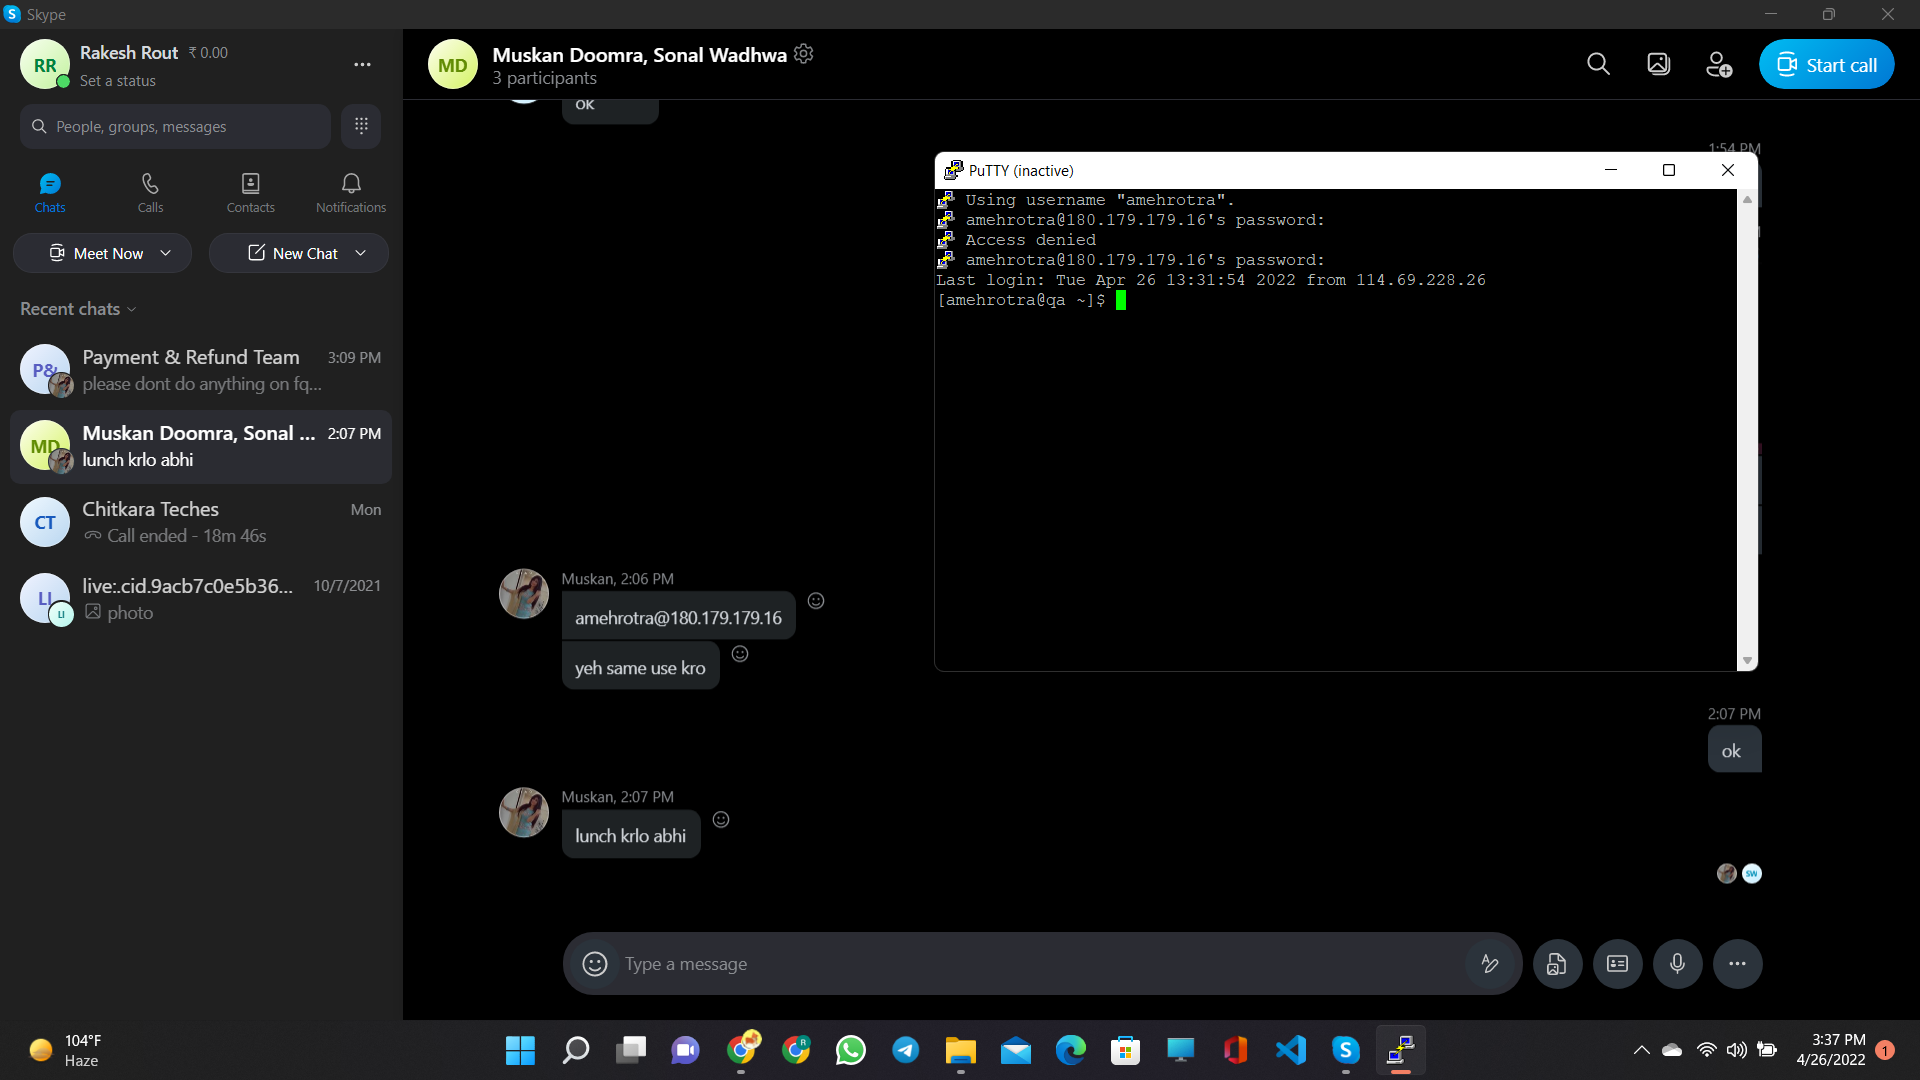 Skype
RR
Rakesh Rout ₹ 0.00
Set a status
People, groups, messages
Chats
Calls
Contacts
Notifications
Meet Now
New Chat
Recent chats
P&
Payment & Refund Team 3:09 PM
please dont do anything on fq...
MD
Muskan Doomra, Sonal ... 2:07 PM
lunch krlo abhi
CT
Chitkara Teches Mon
Call ended - 18m 46s
LI
LI
live:.cid.9acb7c0e5b36... 10/7/2021
photo
MD
Muskan Doomra, Sonal Wadhwa
3 participants
Start call
ok
1:54 PM
PuTTY (inactive)
Using username "amehrotra".
amehrotra@180.179.179.16's password:
Access denied
amehrotra@180.179.179.16's password:
Last login: Tue Apr 26 13:31:54 2022 from 114.69.228.26
[amehrotra@qa ~]$
Muskan, 2:06 PM
amehrotra@180.179.179.16
yeh same use kro
2:07 PM
ok
Muskan, 2:07 PM
lunch krlo abhi
SW
Type a message
104°F
Haze
R
3:37 PM
4/26/2022
1